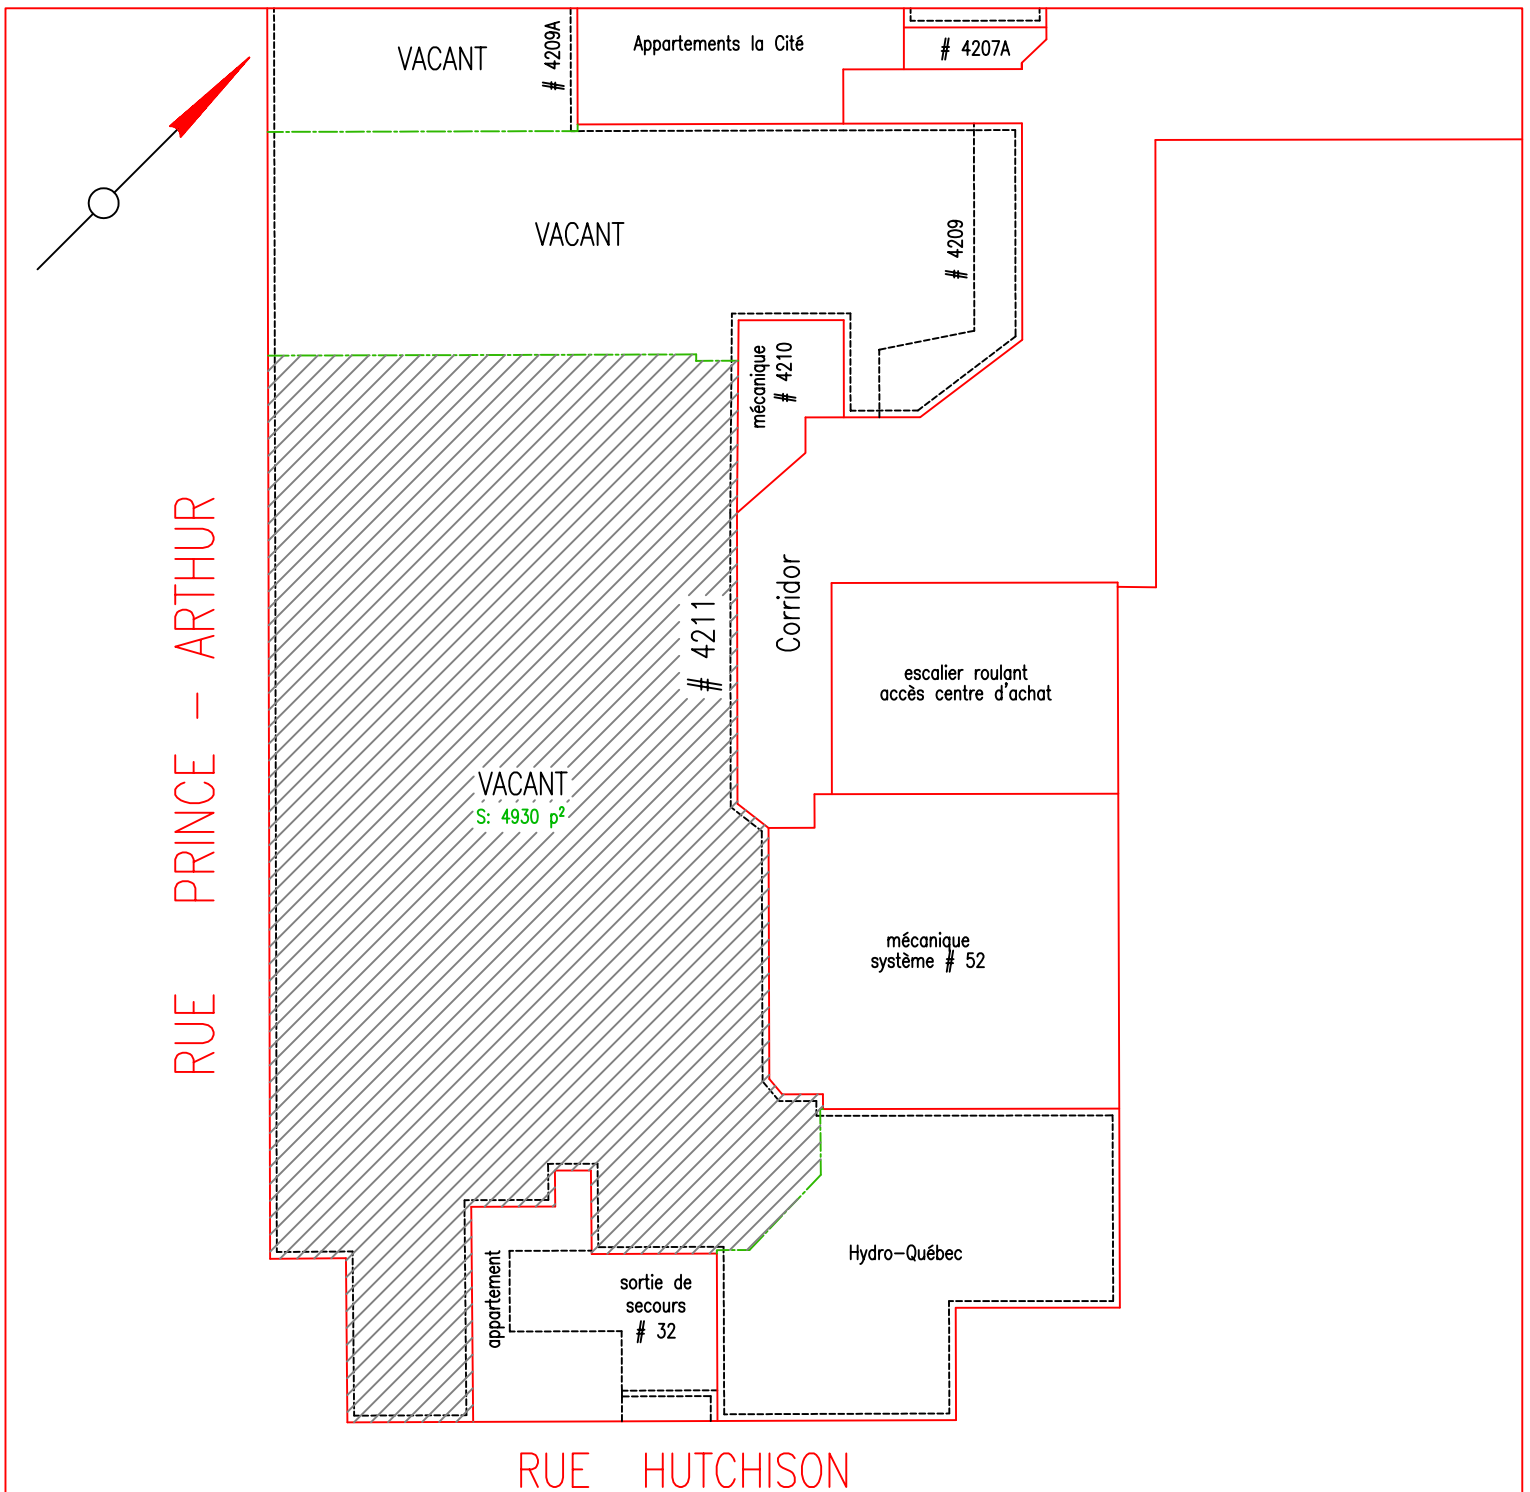 VACANT
# 4209A
Appartements la Cité
# 4207A
VACANT
# 4209
mécanique
# 4210
RUE PRINCE - ARTHUR
# 4211
Corridor
escalier roulant
accès centre d'achat
VACANT
S: 4930 p²
mécanique
système # 52
appartement
sortie de
secours
# 32
Hydro-Québec
RUE HUTCHISON